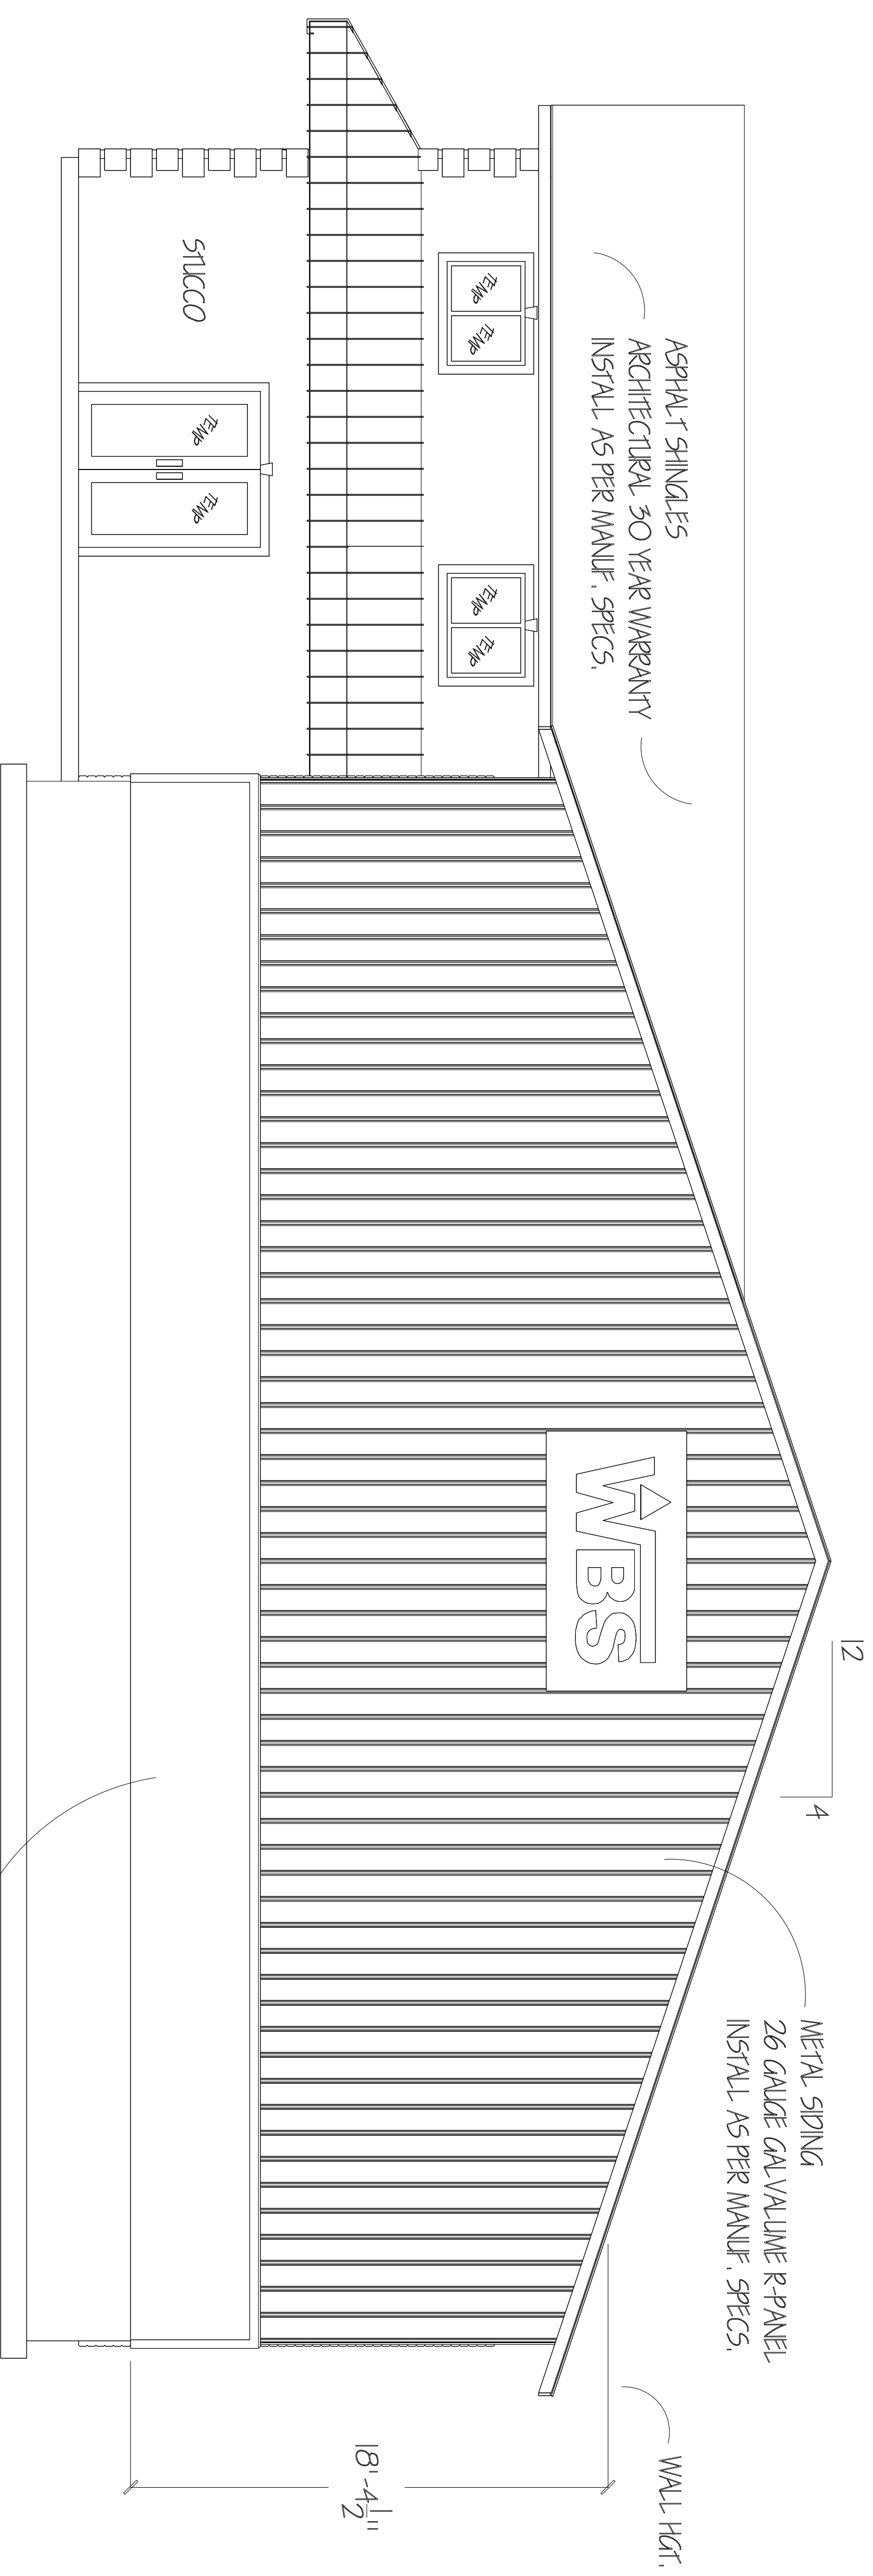 12
4
METAL SIDING
26 GAUGE GALVALUME R-PANEL
INSTALL AS PER MANUF. SPECS.
ASPHALT SHINGLES
ARCHITECTURAL 30 YEAR WARRANTY
INSTALL AS PER MANUF. SPECS.
WALL HGT.
WBS
TEMP TEMP
TEMP TEMP
18'-4 1/2"
STUCCO
TEMP TEMP